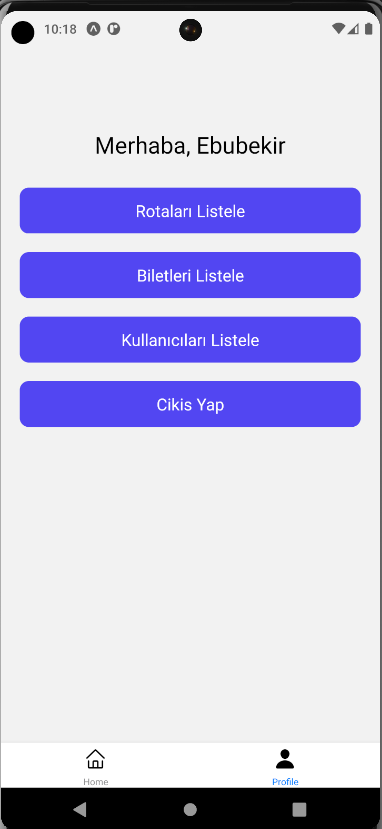 10:18
Merhaba, Ebubekir
Rotaları Listele
Biletleri Listele
Kullanıcıları Listele
Cikis Yap
Home
Profile